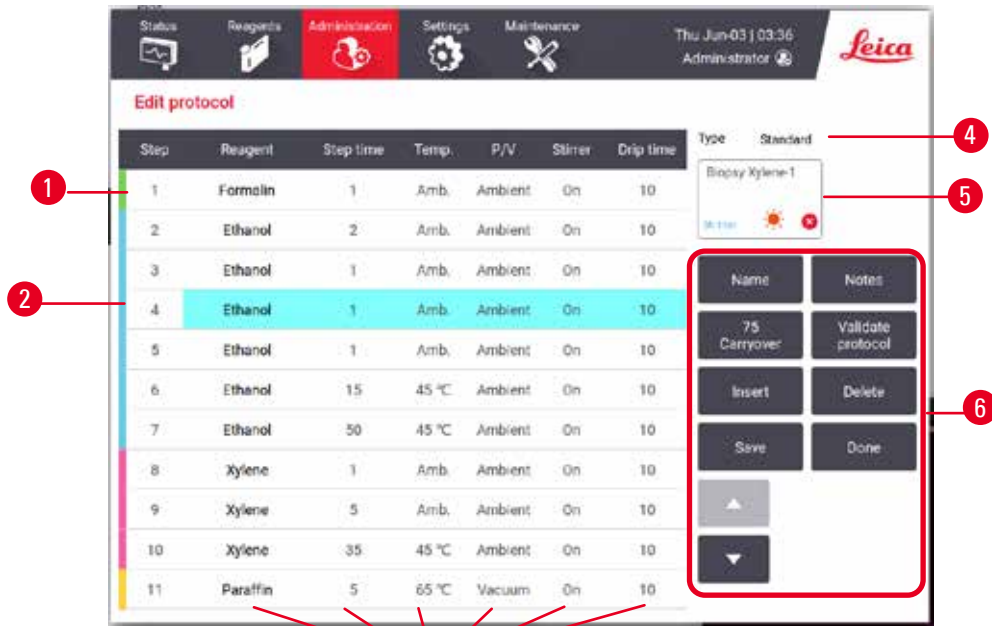 Status Reagents Administration Settings Maintenance
Thu Jun-03 | 03:36
Administrator
Leica
Edit protocol
Step Reagent Step time Temp. P/V Stirrer Drip time
1 Formalin 1 Amb. Ambient On 10
2 Ethanol 2 Amb. Ambient On 10
3 Ethanol 1 Amb. Ambient On 10
4 Ethanol 1 Amb. Ambient On 10
5 Ethanol 1 Amb. Ambient On 10
6 Ethanol 15 45 °C Ambient On 10
7 Ethanol 50 45 °C Ambient On 10
8 Xylene 1 Amb. Ambient On 10
9 Xylene 5 Amb. Ambient On 10
10 Xylene 35 45 °C Ambient On 10
11 Paraffin 5 65 °C Vacuum On 10
Type Standard
Biopsy Xylene-1
Name
Notes
75
Carryover
Validate
protocol
Insert
Delete
Save
Done
1
2
4
5
6